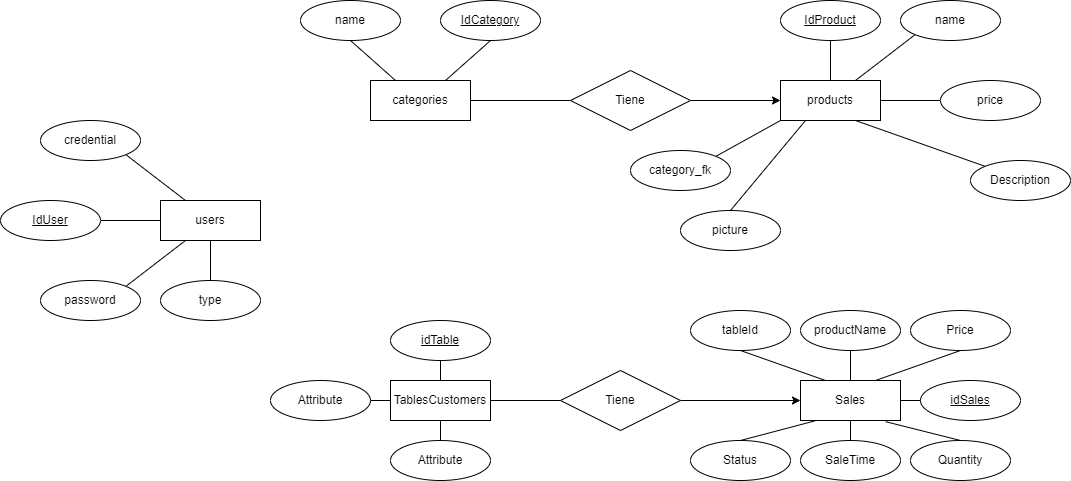 name
IdCategory
IdProduct
name
categories
Tiene
products
price
credential
category_fk
Description
IdUser
users
picture
password
type
idTable
tableId
productName
Price
Attribute
TablesCustomers
Tiene
Sales
idSales
Attribute
Status
SaleTime
Quantity